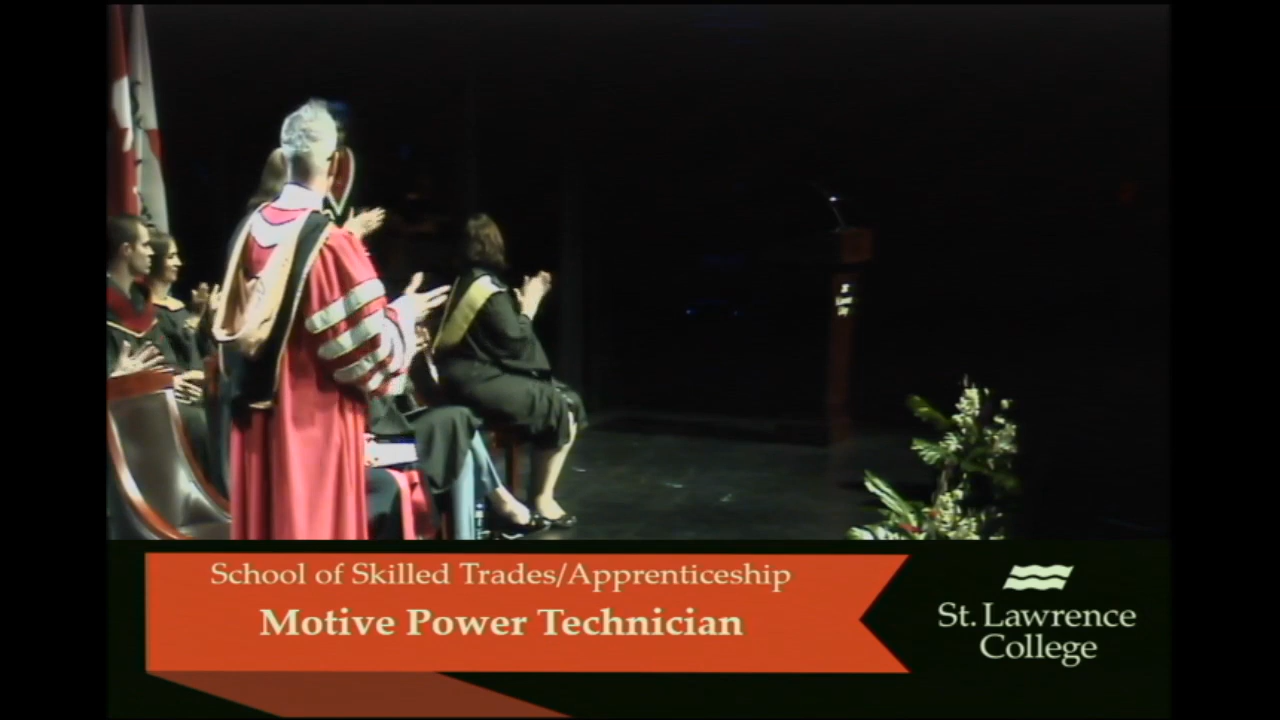 School of Skilled Trades/Apprenticeship
Motive Power Technician
St. Lawrence
College